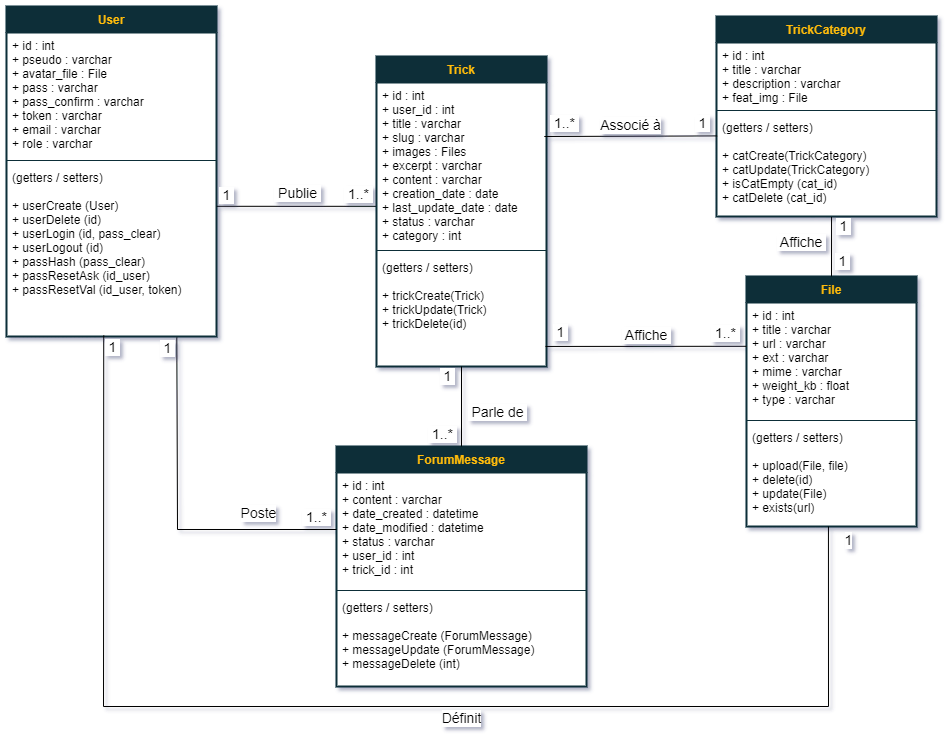 User
+ id : int
+ pseudo : varchar
+ avatar_file : File
+ pass : varchar
+ pass_confirm : varchar
+ token : varchar
+ email : varchar
+ role : varchar
(getters / setters)
+ userCreate (User)
+ userDelete (id)
+ userLogin (id, pass_clear)
+ userLogout (id)
+ passHash (pass_clear)
+ passResetAsk (id_user)
+ passResetVal (id_user, token)
1
Publie
1..*
Trick
+ id : int
+ user_id : int
+ title : varchar
+ slug : varchar
+ images : Files
+ excerpt : varchar
+ content : varchar
+ creation_date : date
+ last_update_date : date
+ status : varchar
+ category : int
(getters / setters)
+ trickCreate(Trick)
+ trickUpdate(Trick)
+ trickDelete(id)
1..*
Associé à
1
TrickCategory
+ id : int
+ title : varchar
+ description : varchar
+ feat_img : File
(getters / setters)
+ catCreate(TrickCategory)
+ catUpdate(TrickCategory)
+ isCatEmpty (cat_id)
+ catDelete (cat_id)
1
Affiche
1
File
+ id : int
+ title : varchar
+ url : varchar
+ ext : varchar
+ mime : varchar
+ weight_kb : float
+ type : varchar
(getters / setters)
+ upload(File, file)
+ delete(id)
+ update(File)
+ exists(url)
1
Affiche
1..*
1
Parle de
1..*
ForumMessage
+ id : int
+ content : varchar
+ date_created : datetime
+ date_modified : datetime
+ status : varchar
+ user_id : int
+ trick_id : int
(getters / setters)
+ messageCreate (ForumMessage)
+ messageUpdate (ForumMessage)
+ messageDelete (int)
1
Poste
1..*
1
Définit
1